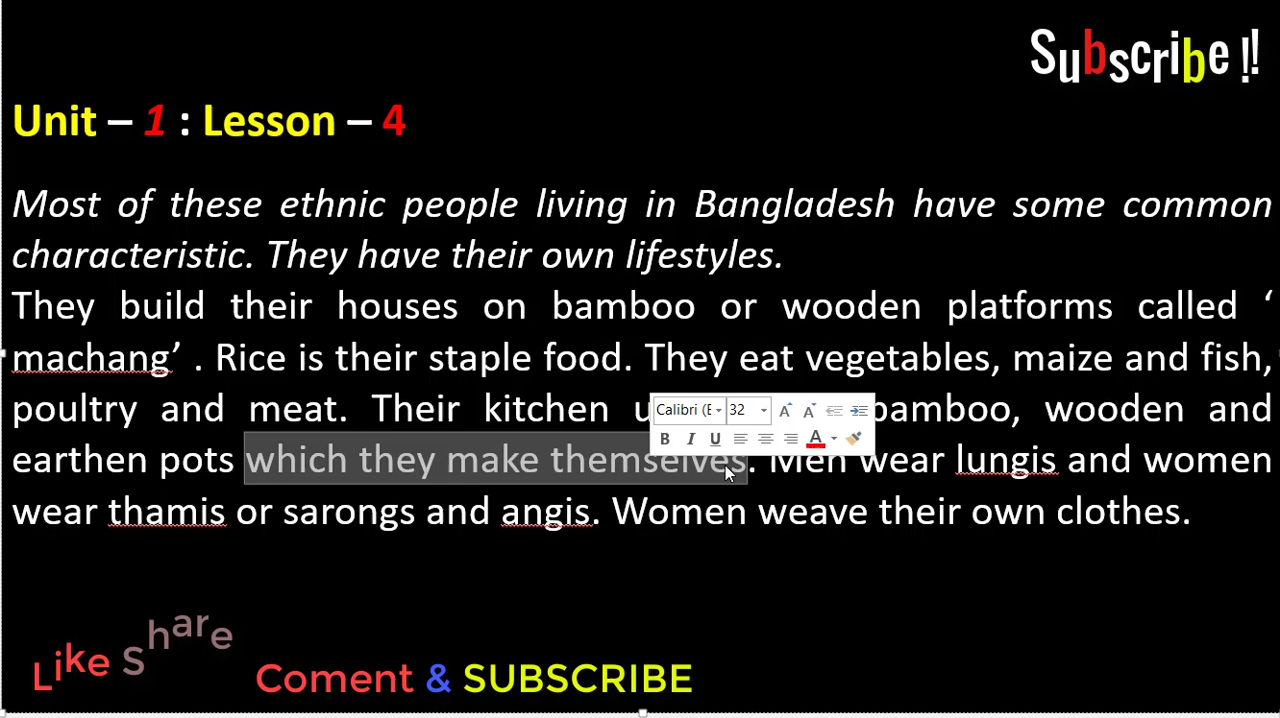 Subscribe !!
Unit – 1 : Lesson – 4
Most of these ethnic people living in Bangladesh have some common
characteristic. They have their own lifestyles.
They build their houses on bamboo or wooden platforms called ‘
machang’ . Rice is their staple food. They eat vegetables, maize and fish,
poultry and meat. Their kitchen bamboo, wooden and
Calibri (E 32
B I U A
earthen pots which they make themselves. Men wear lungis and women
wear thamis or sarongs and angis. Women weave their own clothes.
Like Share
Coment & SUBSCRIBE